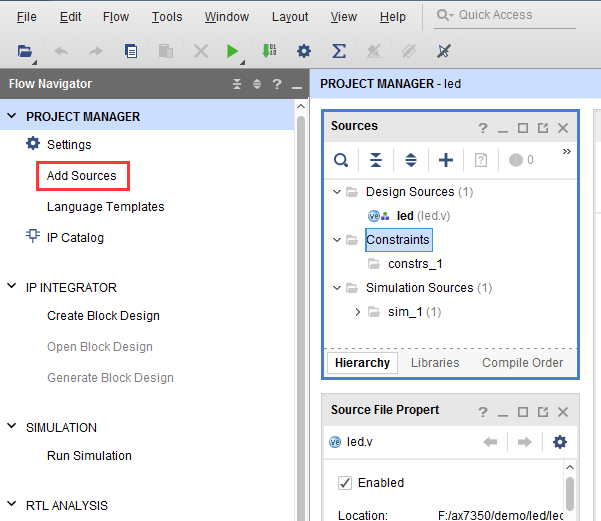 File Edit Flow Tools Window Layout View Help Quick Access
Flow Navigator
PROJECT MANAGER
Settings
Add Sources
Language Templates
IP Catalog
IP INTEGRATOR
Create Block Design
Open Block Design
Generate Block Design
SIMULATION
Run Simulation
RTL ANALYSIS
PROJECT MANAGER - led
Sources
0
Design Sources (1)
led (led.v)
Constraints
constrs_1
Simulation Sources (1)
sim_1 (1)
Hierarchy Libraries Compile Order
Source File Propert
led.v
Enabled
Location: F:/ax7350/demo/led/led